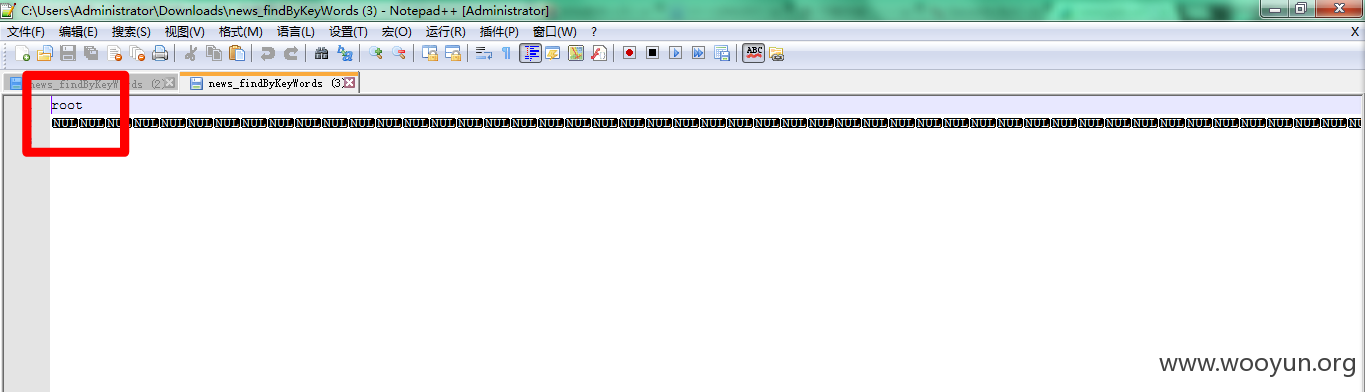 C:\Users\Administrator\Downloads\news_findByKeyWords (3) - Notepad++ [Administrator]
文件(F) 编辑(E) 搜索(S) 视图(V) 格式(M) 语言(L) 设置(T) 宏(O) 运行(R) 插件(P) 窗口(W) ? X
ABC
news_findByKeyWords (2) news_findByKeyWords (3)
root
NUL NUL NUL NUL NUL NUL NUL NUL NUL NUL NUL NUL NUL NUL NUL NUL NUL NUL NUL NUL NUL NUL NUL NUL NUL NUL NUL NUL NUL NUL NUL NUL NUL NUL NUL NUL NUL NUL NUL NUL NUL NUL NUL NUL NUL NUL NUL NUL
www.wooyun.org